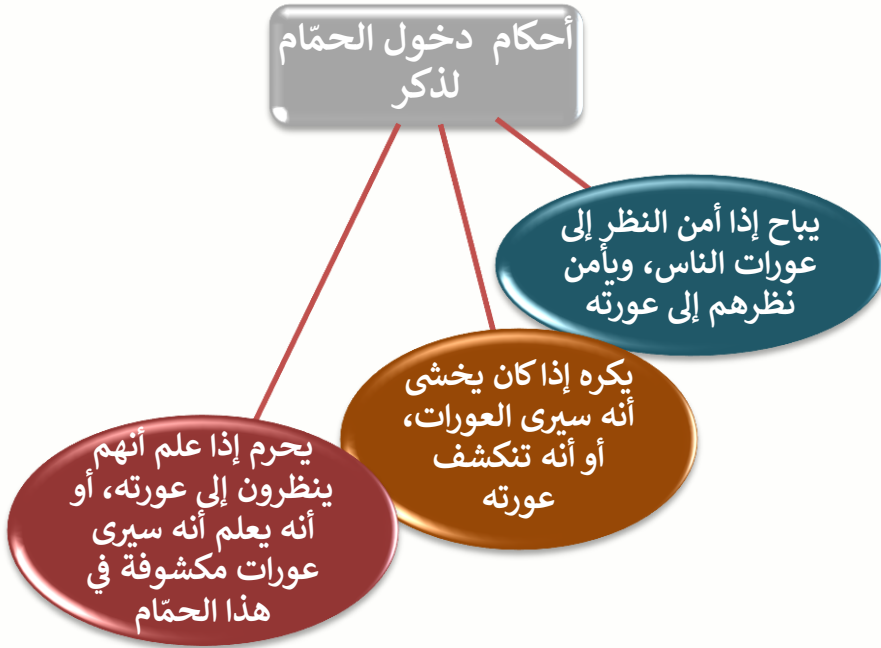 أحكام دخول الحمّام
لذكر
يباح إذا أمن النظر إلى
عورات الناس، ويأمن
نظرهم إلى عورته
يكره إذا كان يخشى
أنه سيرى العورات،
أو أنه تنكشف
عورته
يحرم إذا علم أنهم
ينظرون إلى عورته، أو
أنه يعلم أنه سيرى
عورات مكشوفة في
هذا الحمّام